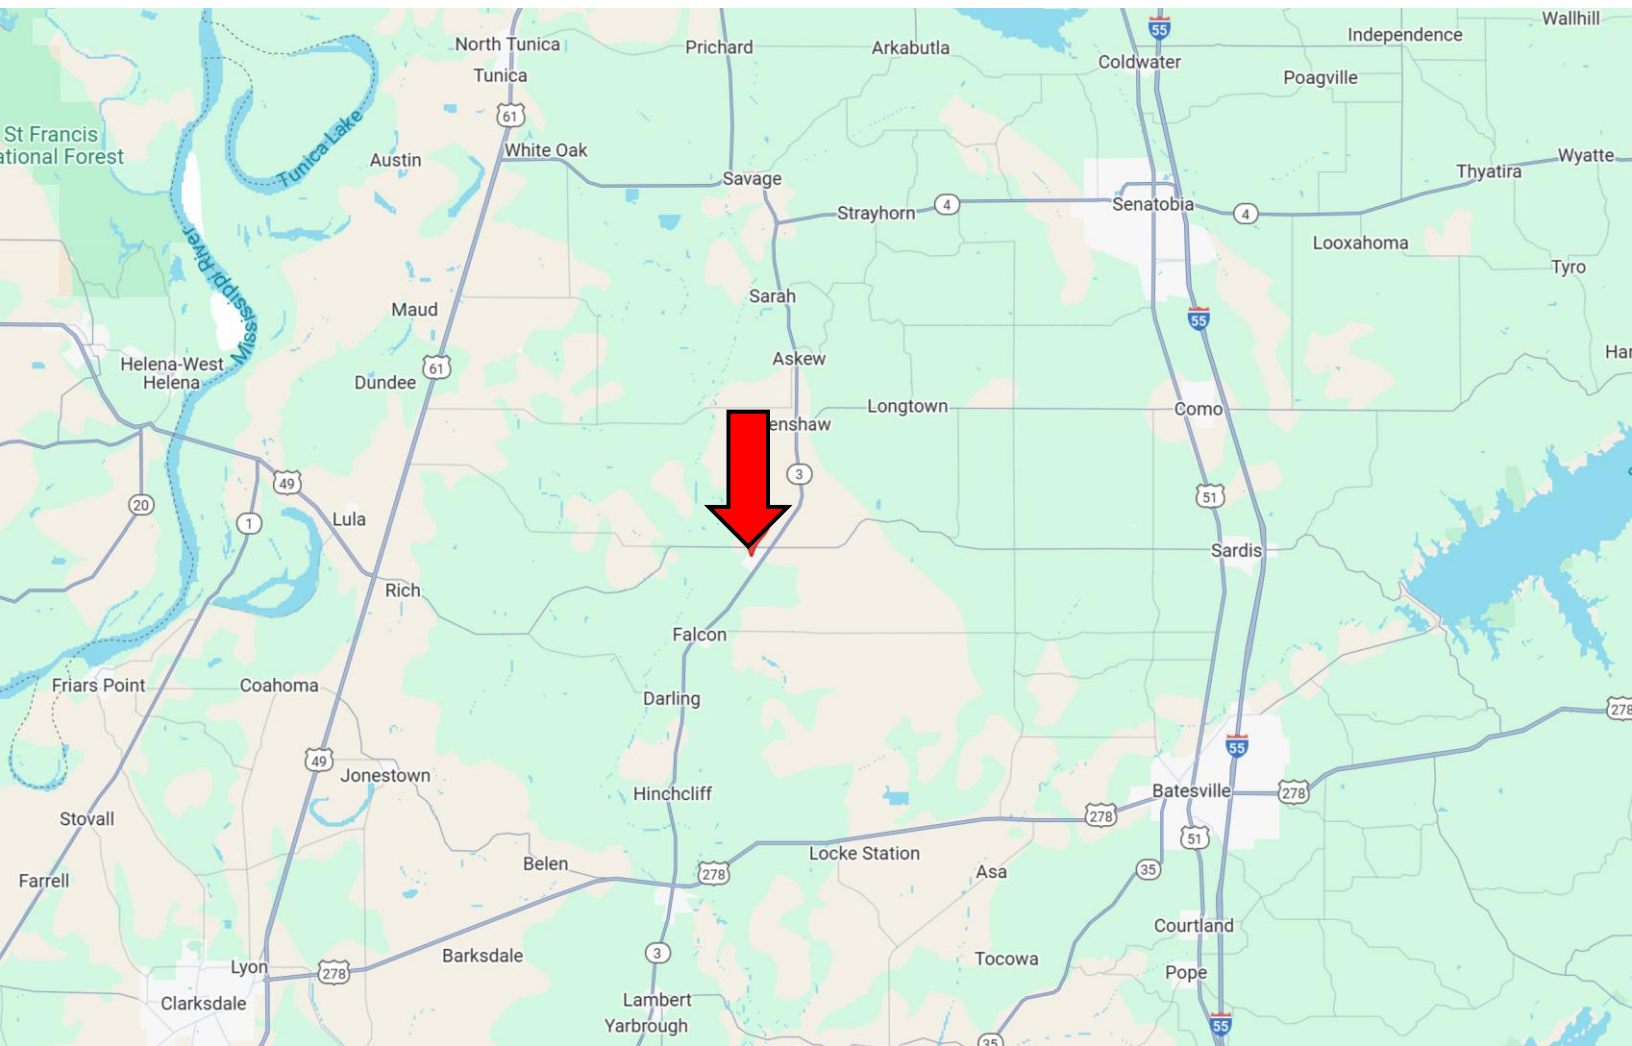 Wallhill
55
Independence
North Tunica
Prichard
Arkabutla
Coldwater
Tunica
Poagville
61
St Francis
ational Forest
Tunica Lake
Austin
White Oak
Wyatte
Thyatira
Savage
4
Strayhorn
Senatobia
4
Looxahoma
Mississippi River
Tyro
Sarah
Maud
55
Helena-West
Helena
61
Askew
Har
Dundee
Longtown
Como
enshaw
49
3
20
1
Lula
51
Sardis
Rich
Falcon
Friars Point
Coahoma
Darling
278
49
55
Jonestown
Hinchcliff
Batesville
278
278
Stovall
51
Locke Station
Belen
278
Asa
35
Farrell
Courtland
3
Barksdale
Tocowa
Lyon
278
Pope
Clarksdale
Lambert
Yarbrough
55
35